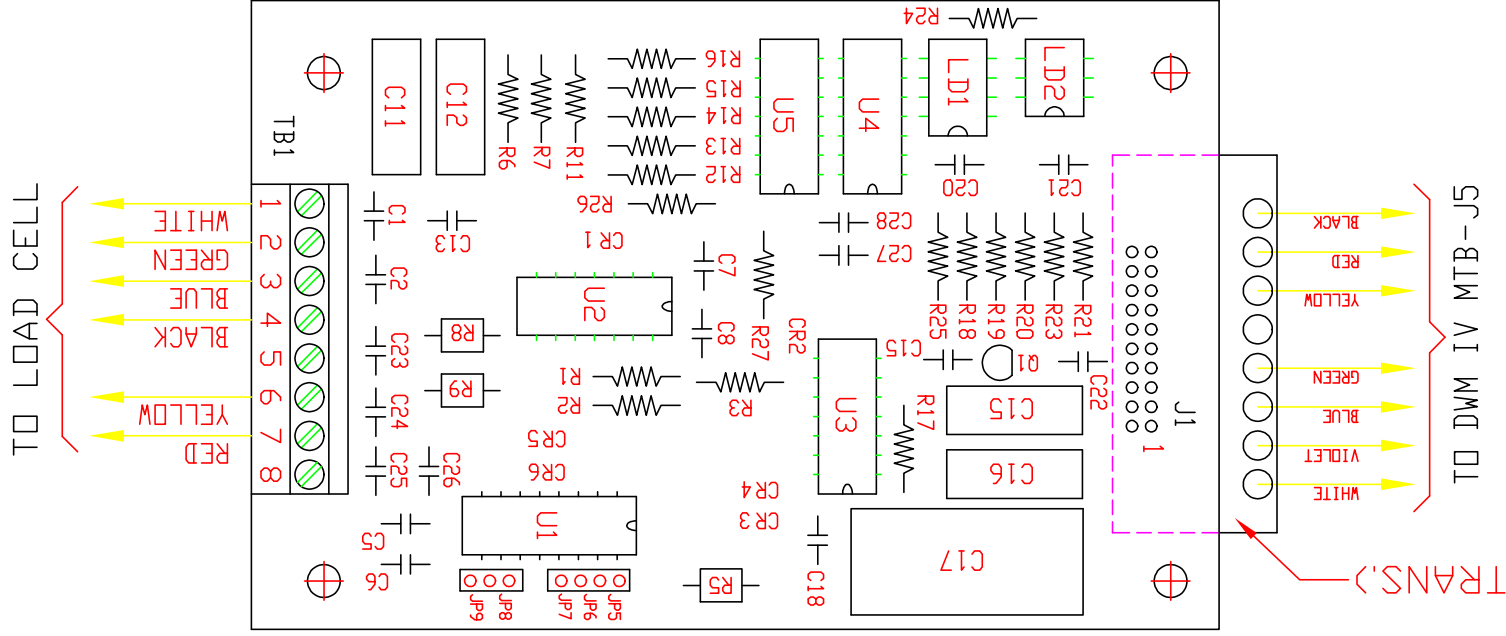 R24
R16
R15
R14
R13
R12
R26
R6
R7
R11
C11
C12
U5
U4
LD1
LD2
TB1
C20
C21
TO LOAD CELL
WHITE
GREEN
BLUE
BLACK
YELLOW
RED
1
2
3
4
5
6
7
8
C1
C13
C2
C23
C24
C25
C26
CR1
U2
C7
C8
R27
CR2
C28
C27
R25
R18
R19
R20
R23
R21
R8
R9
R1
R2
R3
C15
Q1
C22
U3
R17
C15
C16
J1
1
BLACK
RED
YELLOW
GREEN
BLUE
VIOLET
WHITE
TO DWM IV MTB-J5
CR5
CR6
CR4
CR3
U1
C5
C6
JP9
JP8
JP7
JP6
JP5
R5
C18
C17
TRANS.)